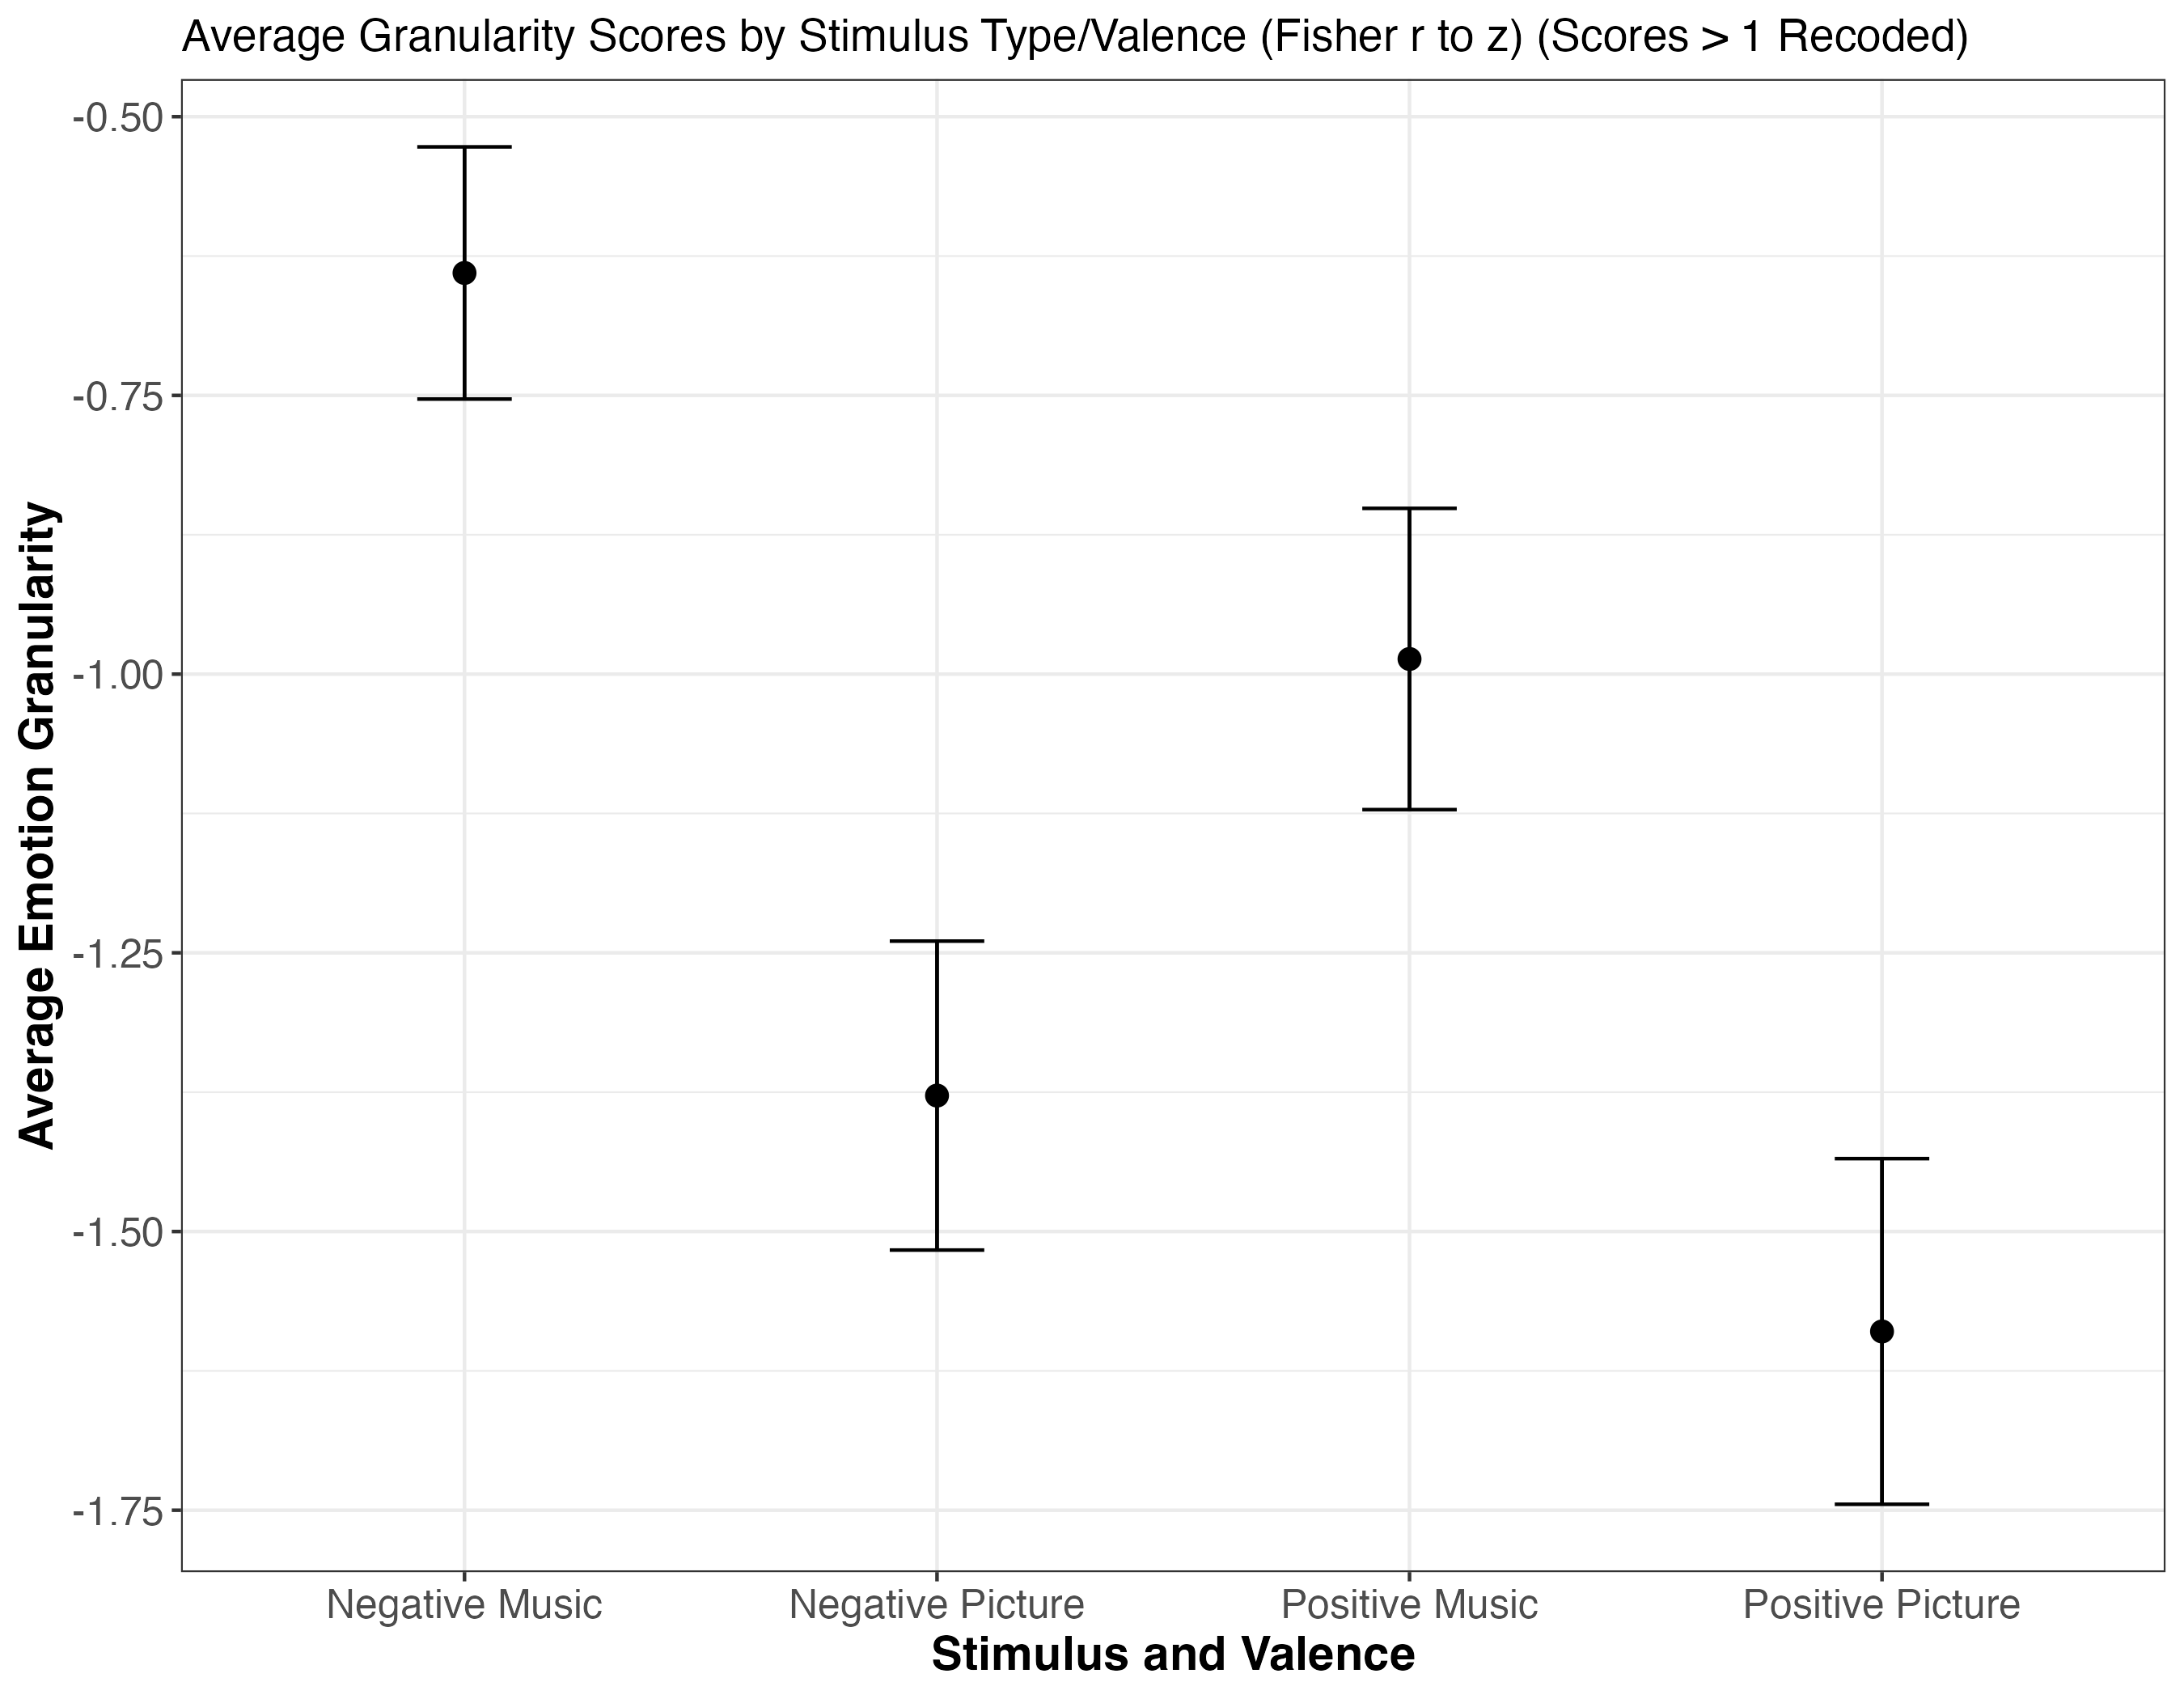 Average Granularity Scores by Stimulus Type/Valence (Fisher r to z) (Scores > 1 Recoded)
Average Emotion Granularity
-0.50
-0.75
-1.00
-1.25
-1.50
-1.75
Negative Music Negative Picture Positive Music Positive Picture
Stimulus and Valence